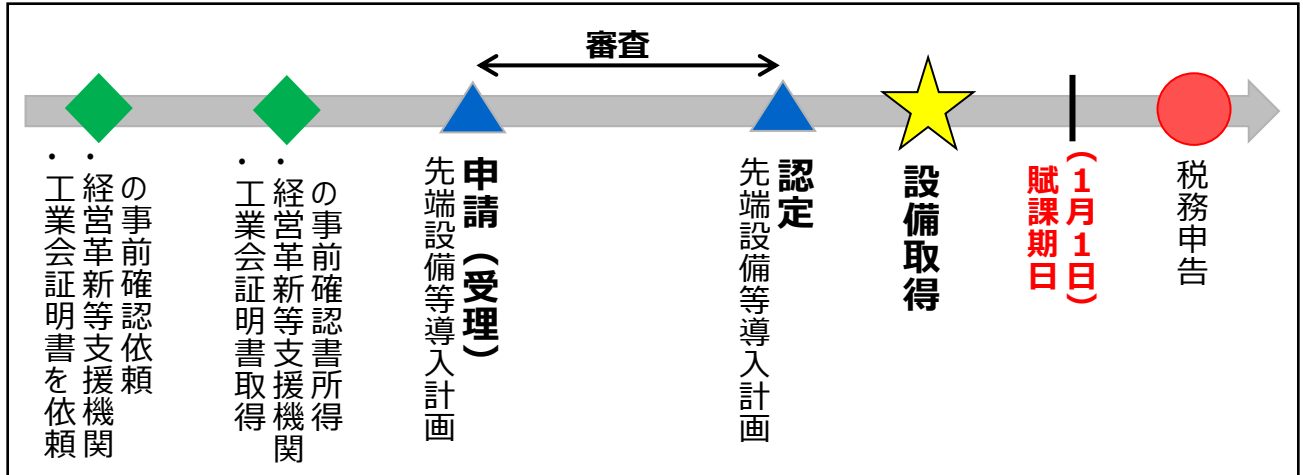 審査
・工業会証明書を依頼
・経営革新等支援機関
の事前確認依頼
・工業会証明書取得
・経営革新等支援機関
の事前確認書所得
先端設備等導入計画
申請（受理）
先端設備等導入計画
認定
設備取得
賦課期日
（1月1日）
税務申告